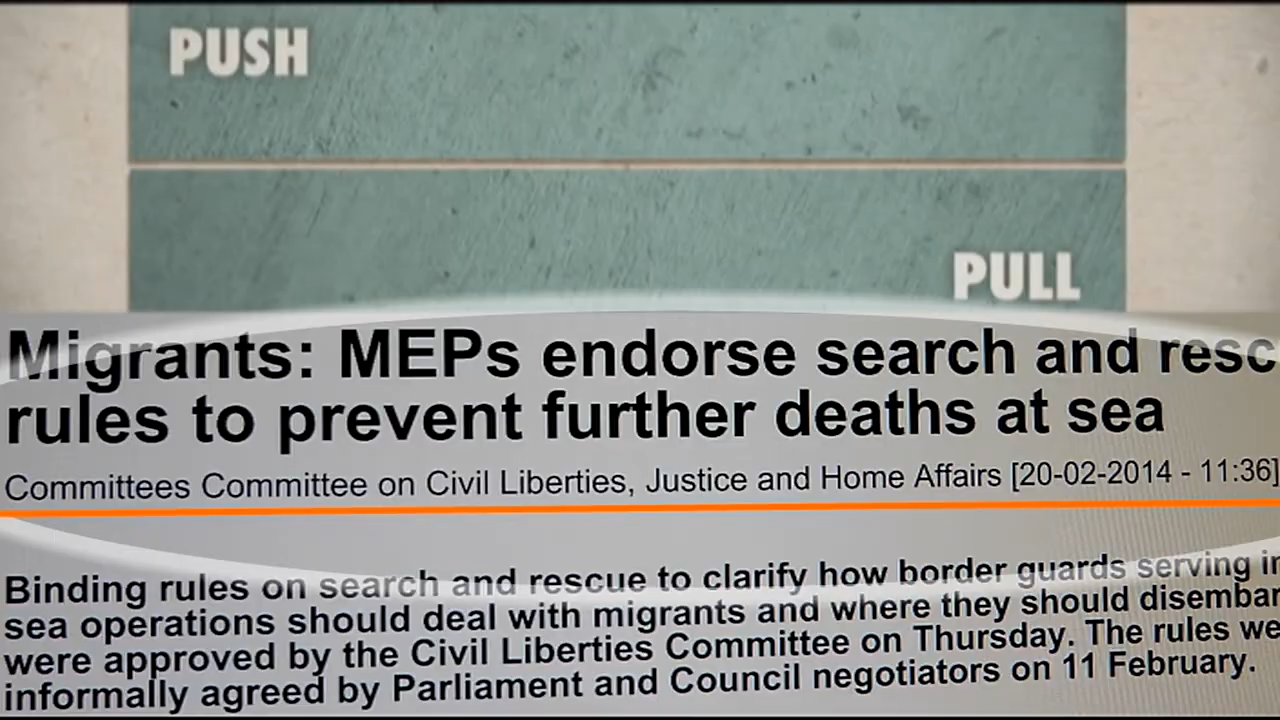 PUSH
PULL
Migrants: MEPs endorse search and resc
rules to prevent further deaths at sea
Committees Committee on Civil Liberties, Justice and Home Affairs [20-02-2014 - 11:36]
Binding rules on search and rescue to clarify how border guards serving in
sea operations should deal with migrants and where they should disembar
were approved by the Civil Liberties Committee on Thursday. The rules we
informally agreed by Parliament and Council negotiators on 11 February.